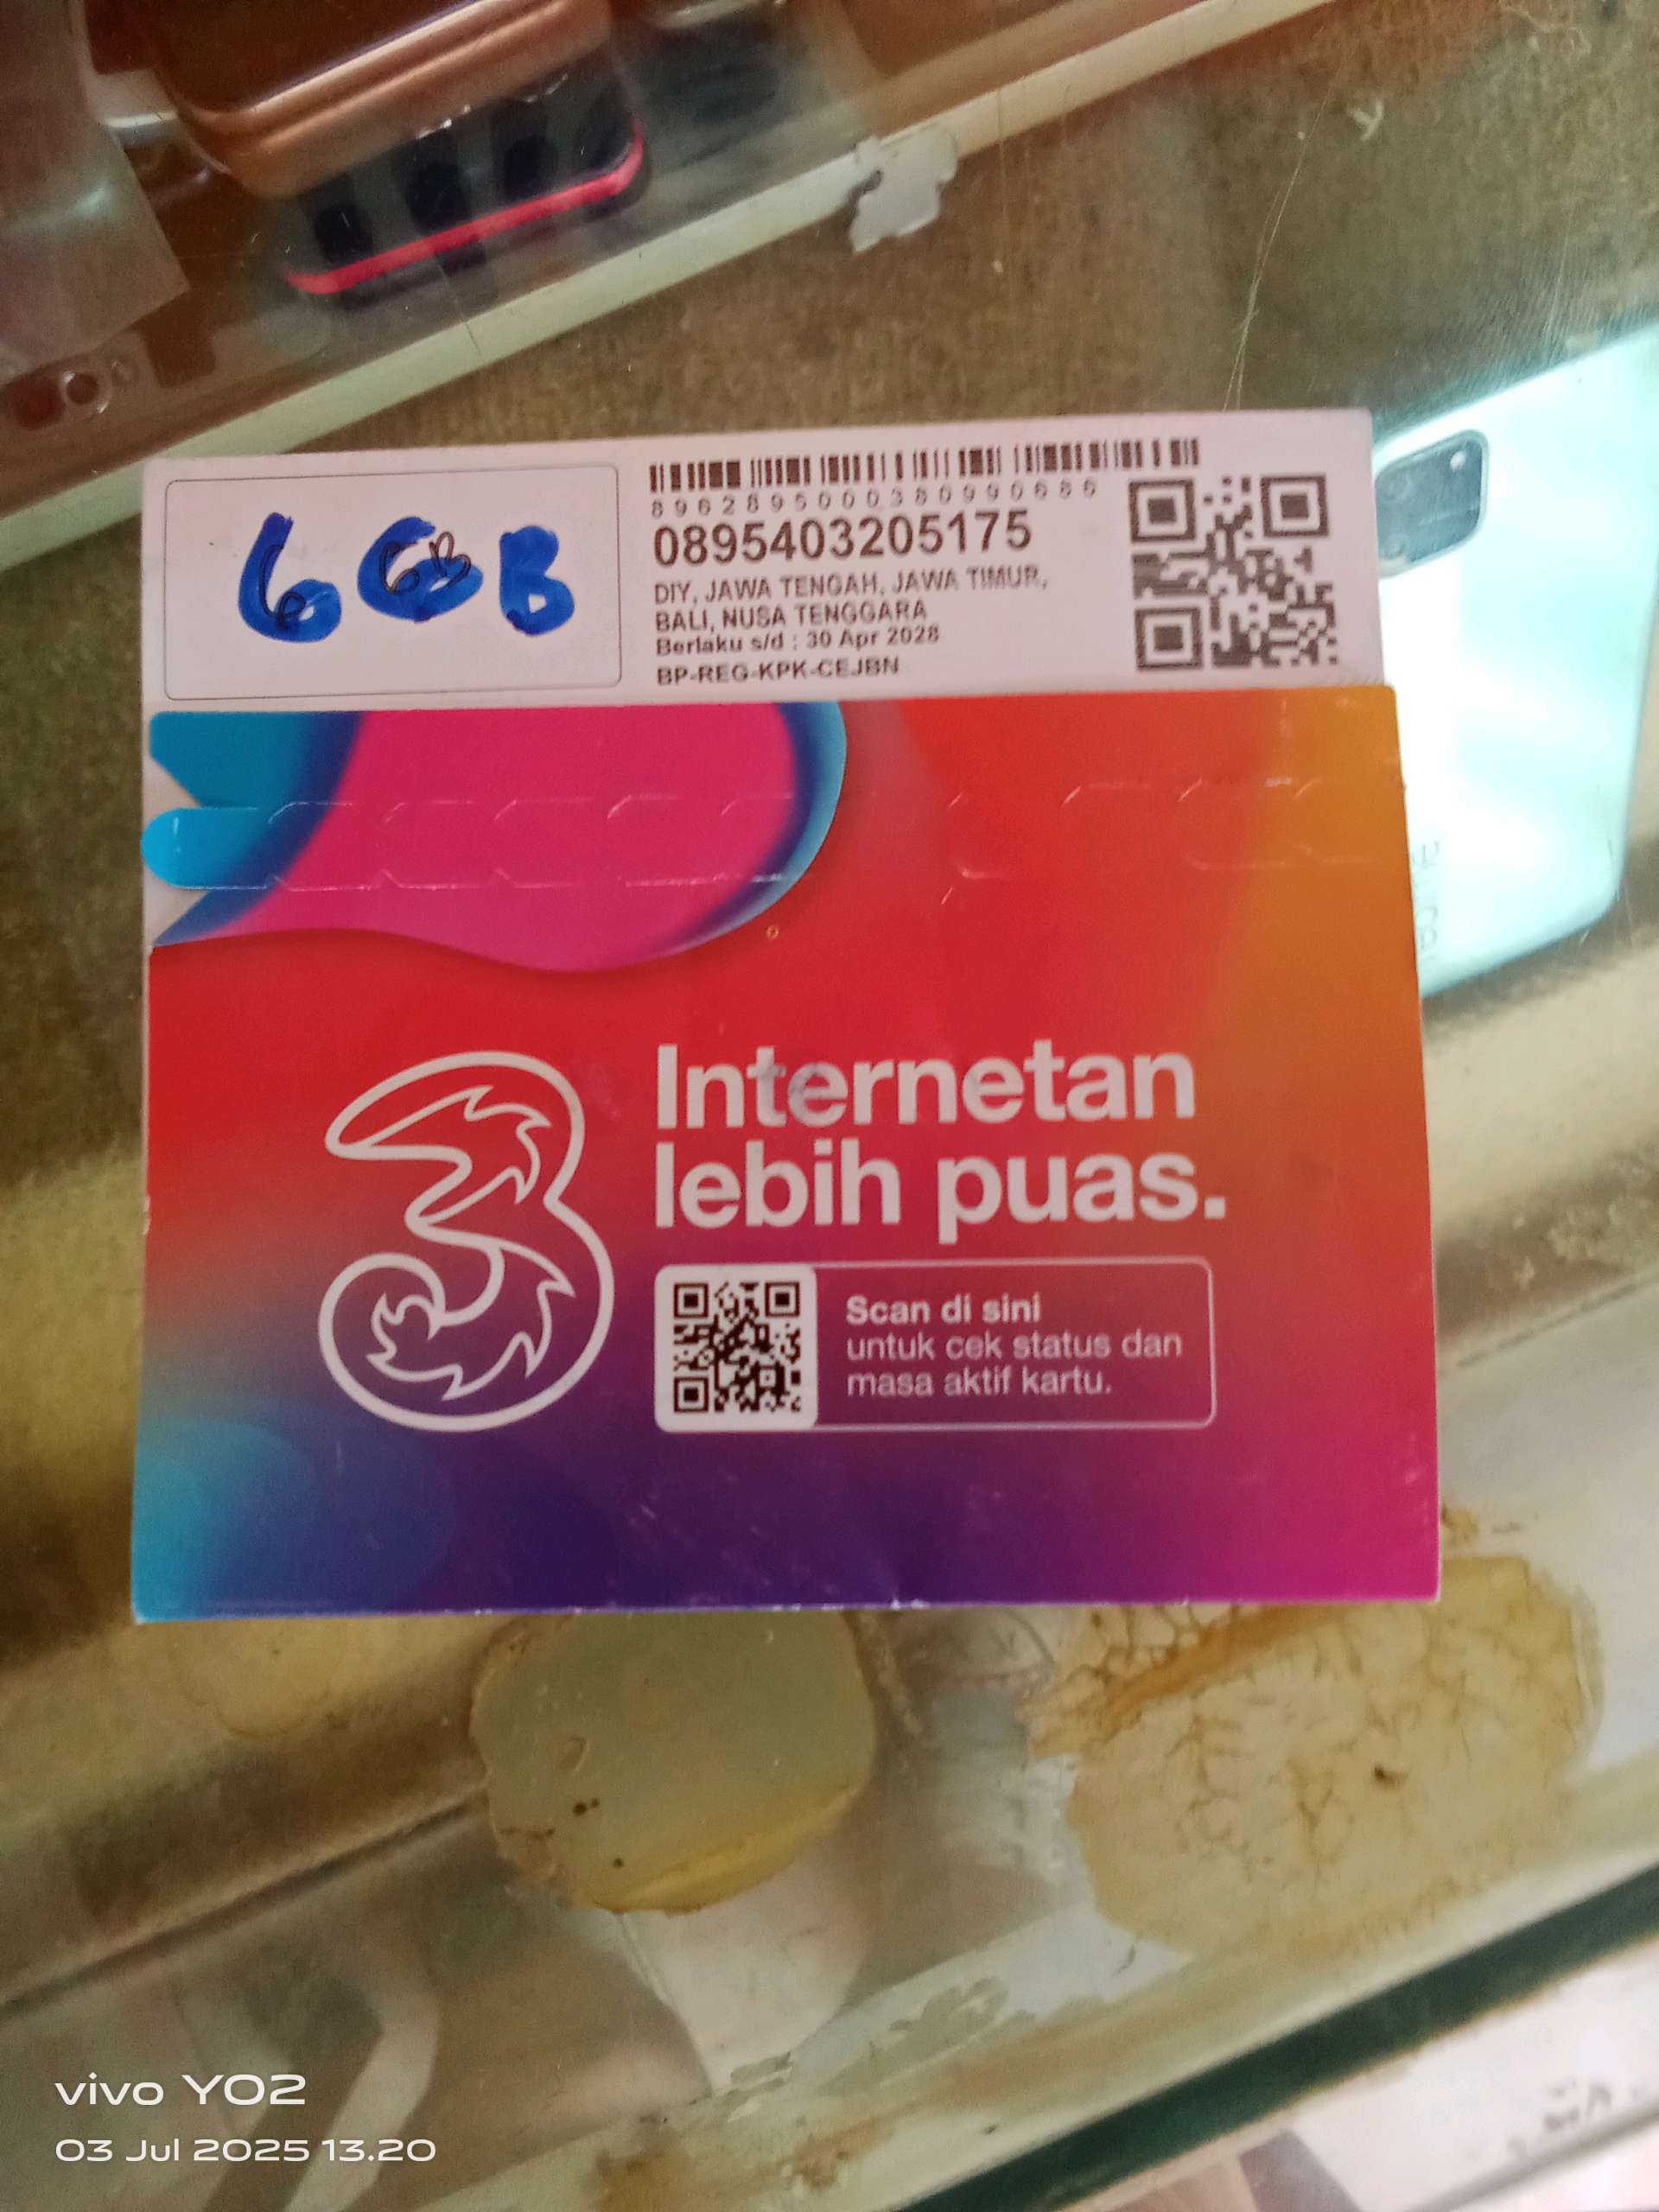 6GB
6GB
8962895000380990686
0895403205175
DIY, JAWA TENGAH, JAWA TIMUR,
BALI, NUSA TENGGARA
Berlaku s/d : 30 Apr 2028
BP-REG-KPK-CEJBN
3
Internetan
lebih puas.
Scan di sini
untuk cek status dan
masa aktif kartu.
vivo Y02
03 Jul 2025 13.20